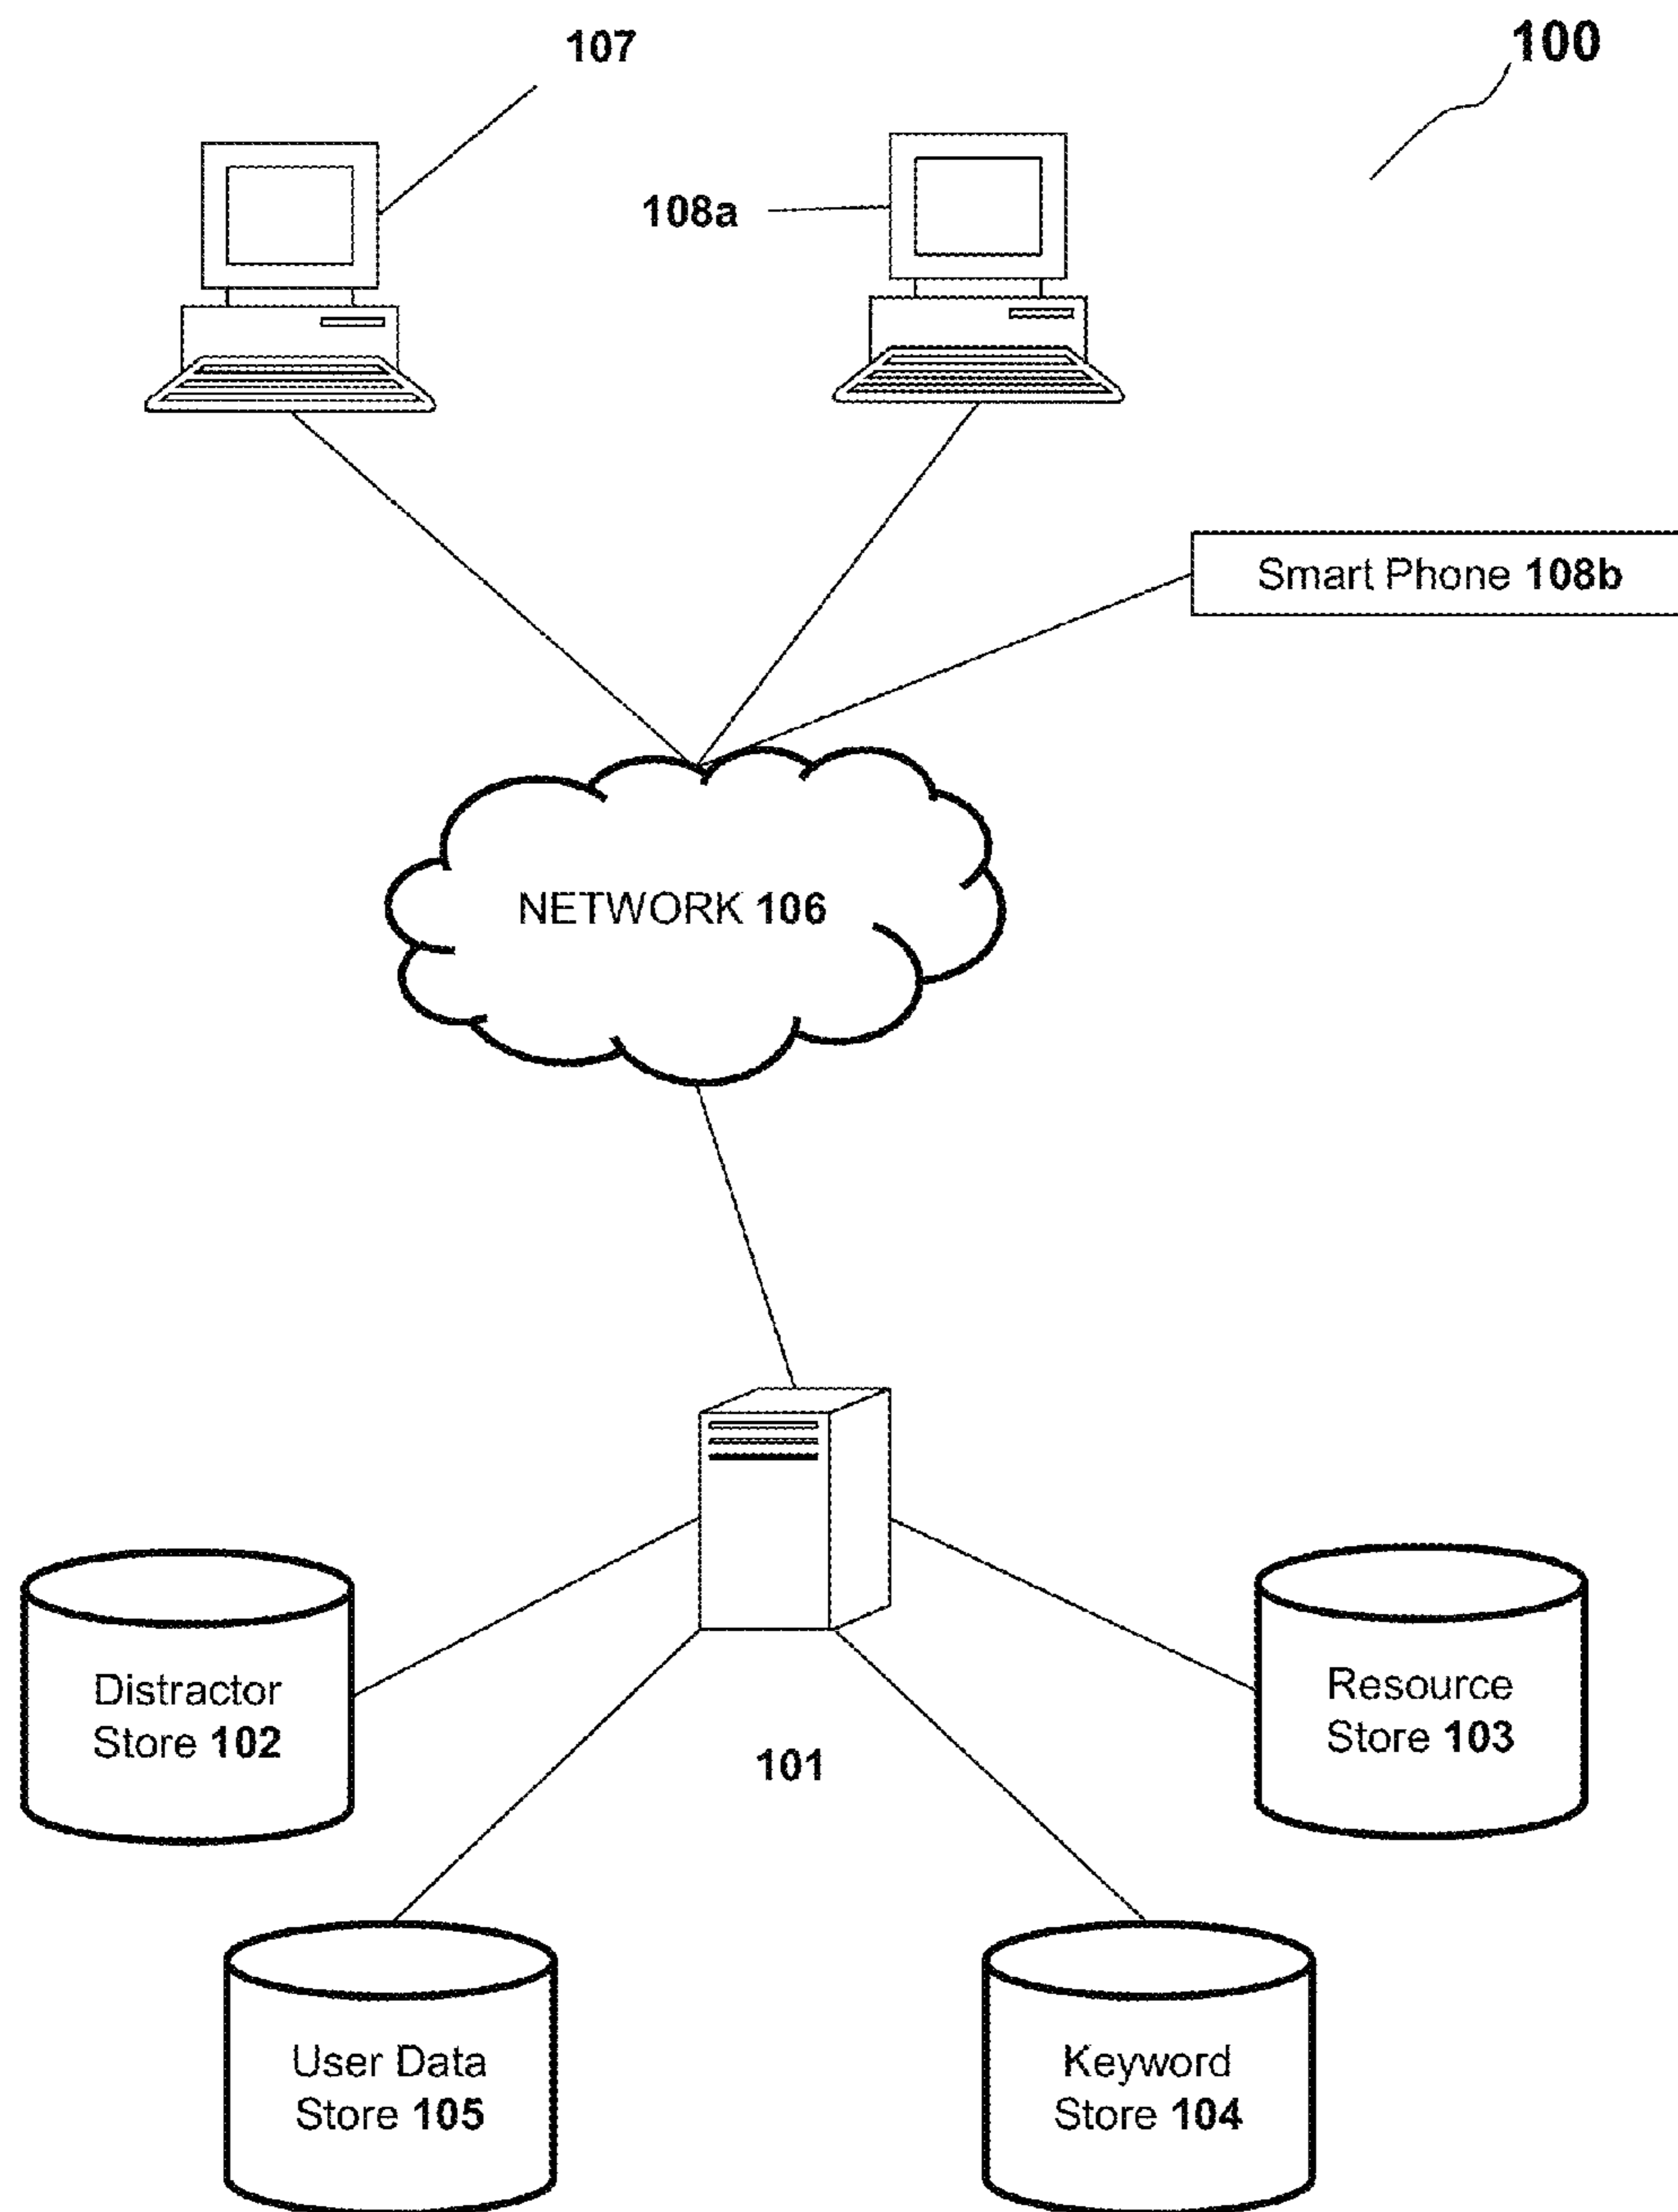 107
100
108a
Smart Phone 108b
NETWORK 106
Distractor
Store 102
Resource
Store 103
101
User Data
Store 105
Keyword
Store 104